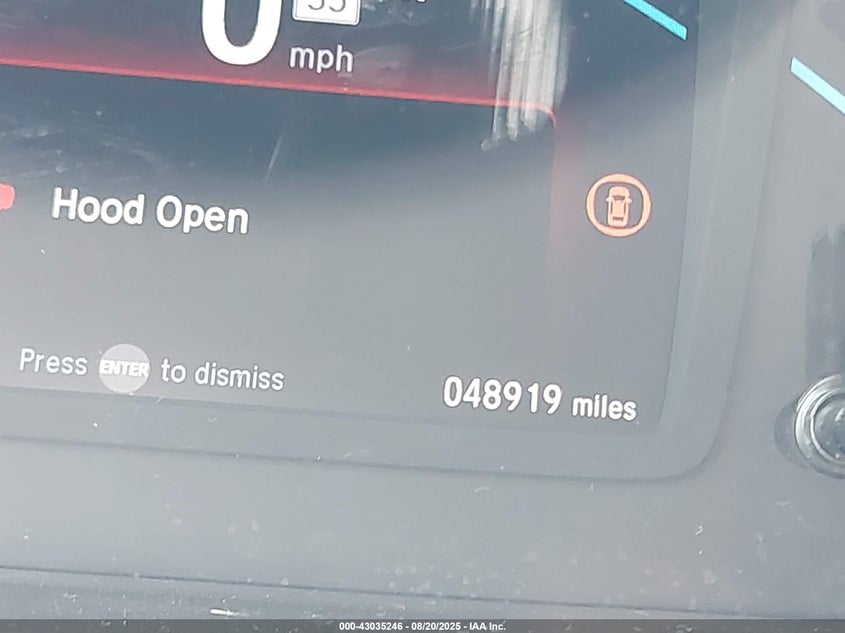 0
mph
Hood Open
Press ENTER to dismiss
048919 miles
000-43035246 - 08/20/2025 - IAA Inc.